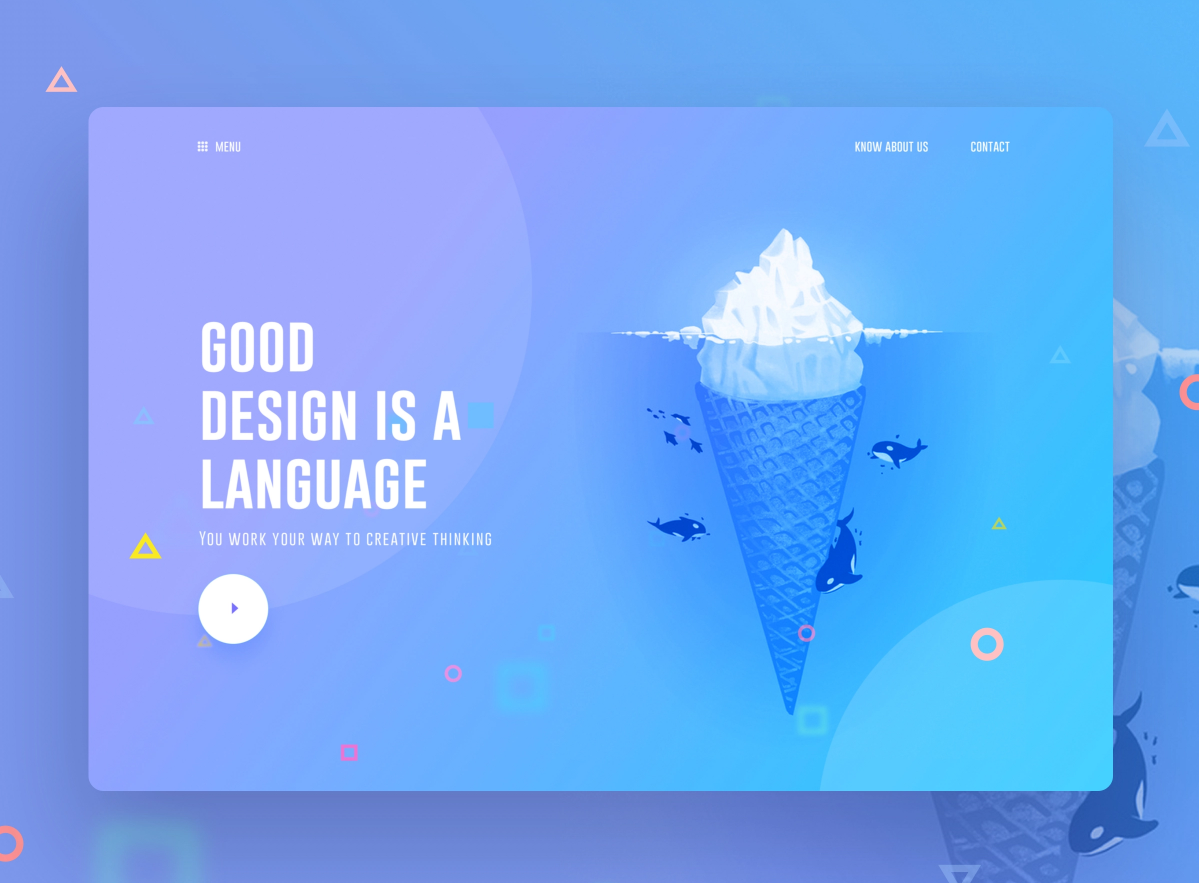 MENU
KNOW ABOUT US
CONTACT
GOOD
DESIGN IS A
LANGUAGE
You work your way to creative thinking